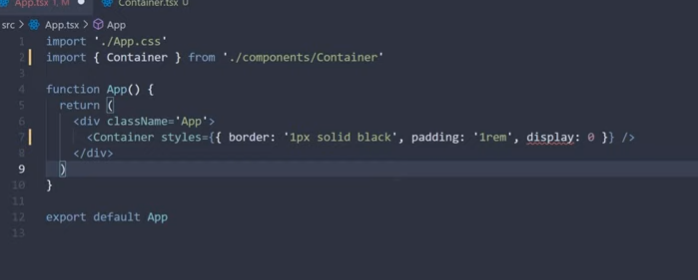 App.tsx 1, M Container.tsx U
src > App.tsx > App
1 import './App.css'
2 import { Container } from './components/Container'
3
4 function App() {
5 return (
6 <div className='App'>
7 <Container styles={{ border: '1px solid black', padding: '1rem', display: 0 }} />
8 </div>
9 )
10 }
11
12 export default App
13